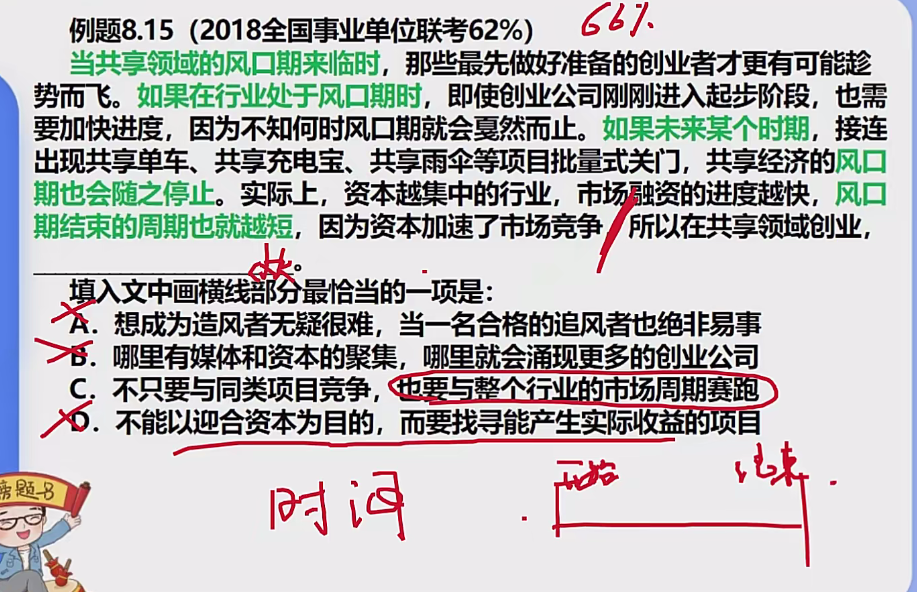 例题8.15（2018全国事业单位联考62%）
66%
当共享领域的风口期来临时，那些最先做好准备的创业者才更有可能趁
势而飞。如果在行业处于风口期时，即使创业公司刚刚进入起步阶段，也需
要加快进度，因为不知何时风口期就会戛然而止。如果未来某个时期，接连
出现共享单车、共享充电宝、共享雨伞等项目批量式关门，共享经济的风口
期也会随之停止。实际上，资本越集中的行业，市场融资的进度越快，风口
期结束的周期也就越短，因为资本加速了市场竞争，所以在共享领域创业，
____________________。
填入文中画横线部分最恰当的一项是：
A．想成为造风者无疑很难，当一名合格的追风者也绝非易事
B．哪里有媒体和资本的聚集，哪里就会涌现更多的创业公司
C．不只要与同类项目竞争，也要与整个行业的市场周期赛跑
D．不能以迎合资本为目的，而要找寻能产生实际收益的项目
开始
结束
时间